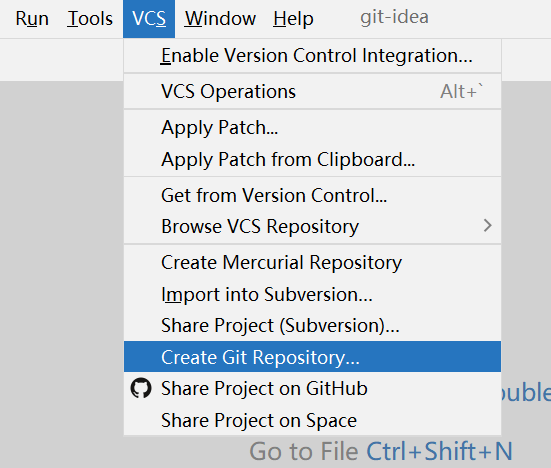 Run Tools VCS Window Help git-idea
Enable Version Control Integration...
VCS Operations Alt+`
Apply Patch...
Apply Patch from Clipboard...
Get from Version Control...
Browse VCS Repository
Create Mercurial Repository
Import into Subversion...
Share Project (Subversion)...
Create Git Repository...
Share Project on GitHub
Share Project on Space
Go to File Ctrl+Shift+N